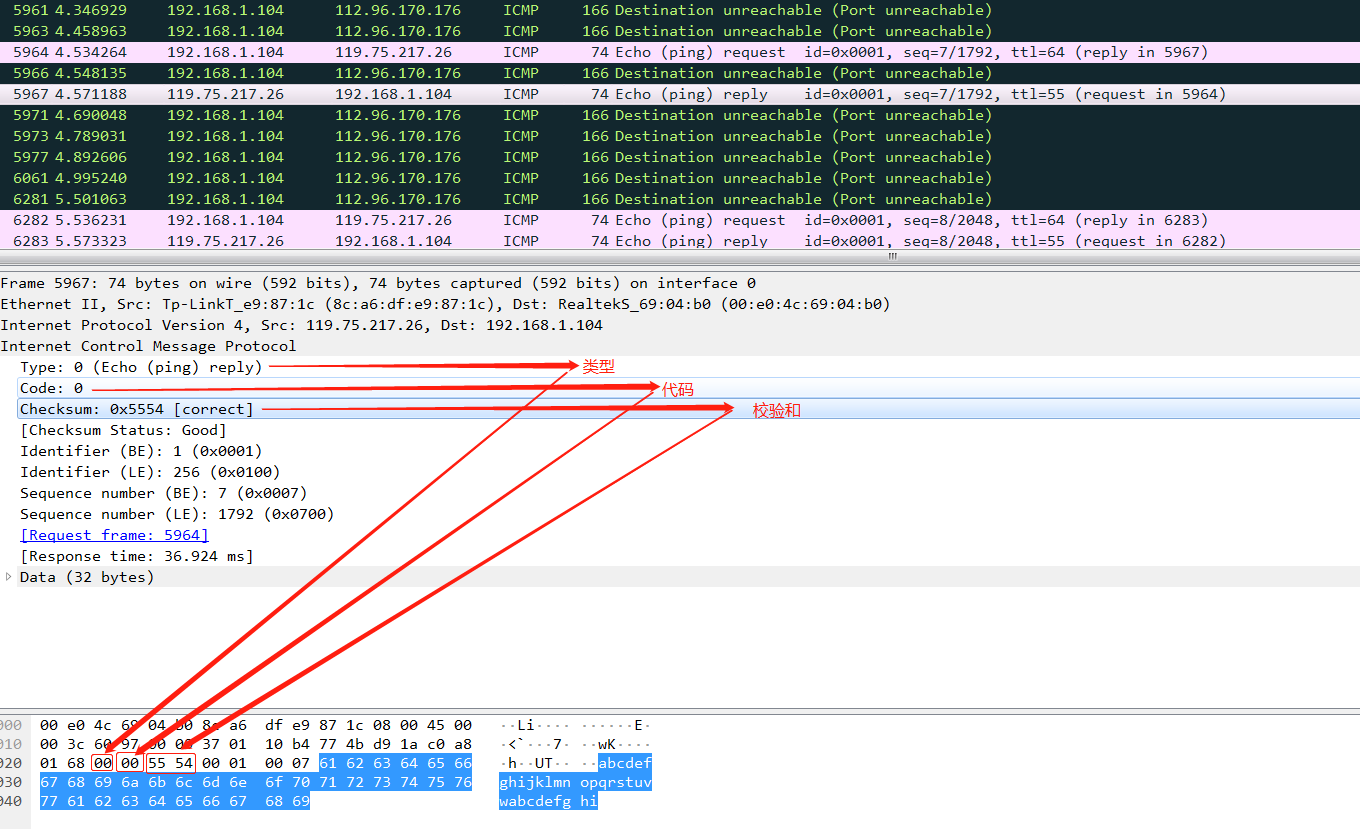 5961 4.346929 192.168.1.104 112.96.170.176 ICMP 166 Destination unreachable (Port unreachable)
5963 4.458963 192.168.1.104 112.96.170.176 ICMP 166 Destination unreachable (Port unreachable)
5964 4.534264 192.168.1.104 119.75.217.26 ICMP 74 Echo (ping) request id=0x0001, seq=7/1792, ttl=64 (reply in 5967)
5966 4.548135 192.168.1.104 112.96.170.176 ICMP 166 Destination unreachable (Port unreachable)
5967 4.571188 119.75.217.26 192.168.1.104 ICMP 74 Echo (ping) reply id=0x0001, seq=7/1792, ttl=55 (request in 5964)
5971 4.690048 192.168.1.104 112.96.170.176 ICMP 166 Destination unreachable (Port unreachable)
5973 4.789031 192.168.1.104 112.96.170.176 ICMP 166 Destination unreachable (Port unreachable)
5977 4.892606 192.168.1.104 112.96.170.176 ICMP 166 Destination unreachable (Port unreachable)
6061 4.995240 192.168.1.104 112.96.170.176 ICMP 166 Destination unreachable (Port unreachable)
6281 5.501063 192.168.1.104 112.96.170.176 ICMP 166 Destination unreachable (Port unreachable)
6282 5.536231 192.168.1.104 119.75.217.26 ICMP 74 Echo (ping) request id=0x0001, seq=8/2048, ttl=64 (reply in 6283)
6283 5.573323 119.75.217.26 192.168.1.104 ICMP 74 Echo (ping) reply id=0x0001, seq=8/2048, ttl=55 (request in 6282)
Frame 5967: 74 bytes on wire (592 bits), 74 bytes captured (592 bits) on interface 0
Ethernet II, Src: Tp-LinkT_e9:87:1c (8c:a6:df:e9:87:1c), Dst: RealtekS_69:04:b0 (00:e0:4c:69:04:b0)
Internet Protocol Version 4, Src: 119.75.217.26, Dst: 192.168.1.104
Internet Control Message Protocol
Type: 0 (Echo (ping) reply) 类型
Code: 0 代码
Checksum: 0x5554 [correct] 校验和
[Checksum Status: Good]
Identifier (BE): 1 (0x0001)
Identifier (LE): 256 (0x0100)
Sequence number (BE): 7 (0x0007)
Sequence number (LE): 1792 (0x0700)
[Request frame: 5964]
[Response time: 36.924 ms]
Data (32 bytes)
000 00 e0 4c 69 04 b0 8c a6 df e9 87 1c 08 00 45 00 ··Li···· ······E·
010 00 3c 60 97 00 00 37 01 10 b4 77 4b d9 1a c0 a8 ·<`···7· ··wK····
020 01 68 00 00 55 54 00 01 00 07 61 62 63 64 65 66 ·h··UT·· ··abcdef
030 67 68 69 6a 6b 6c 6d 6e 6f 70 71 72 73 74 75 76 ghijklmn opqrstuv
040 77 61 62 63 64 65 66 67 68 69 wabcdefg hi